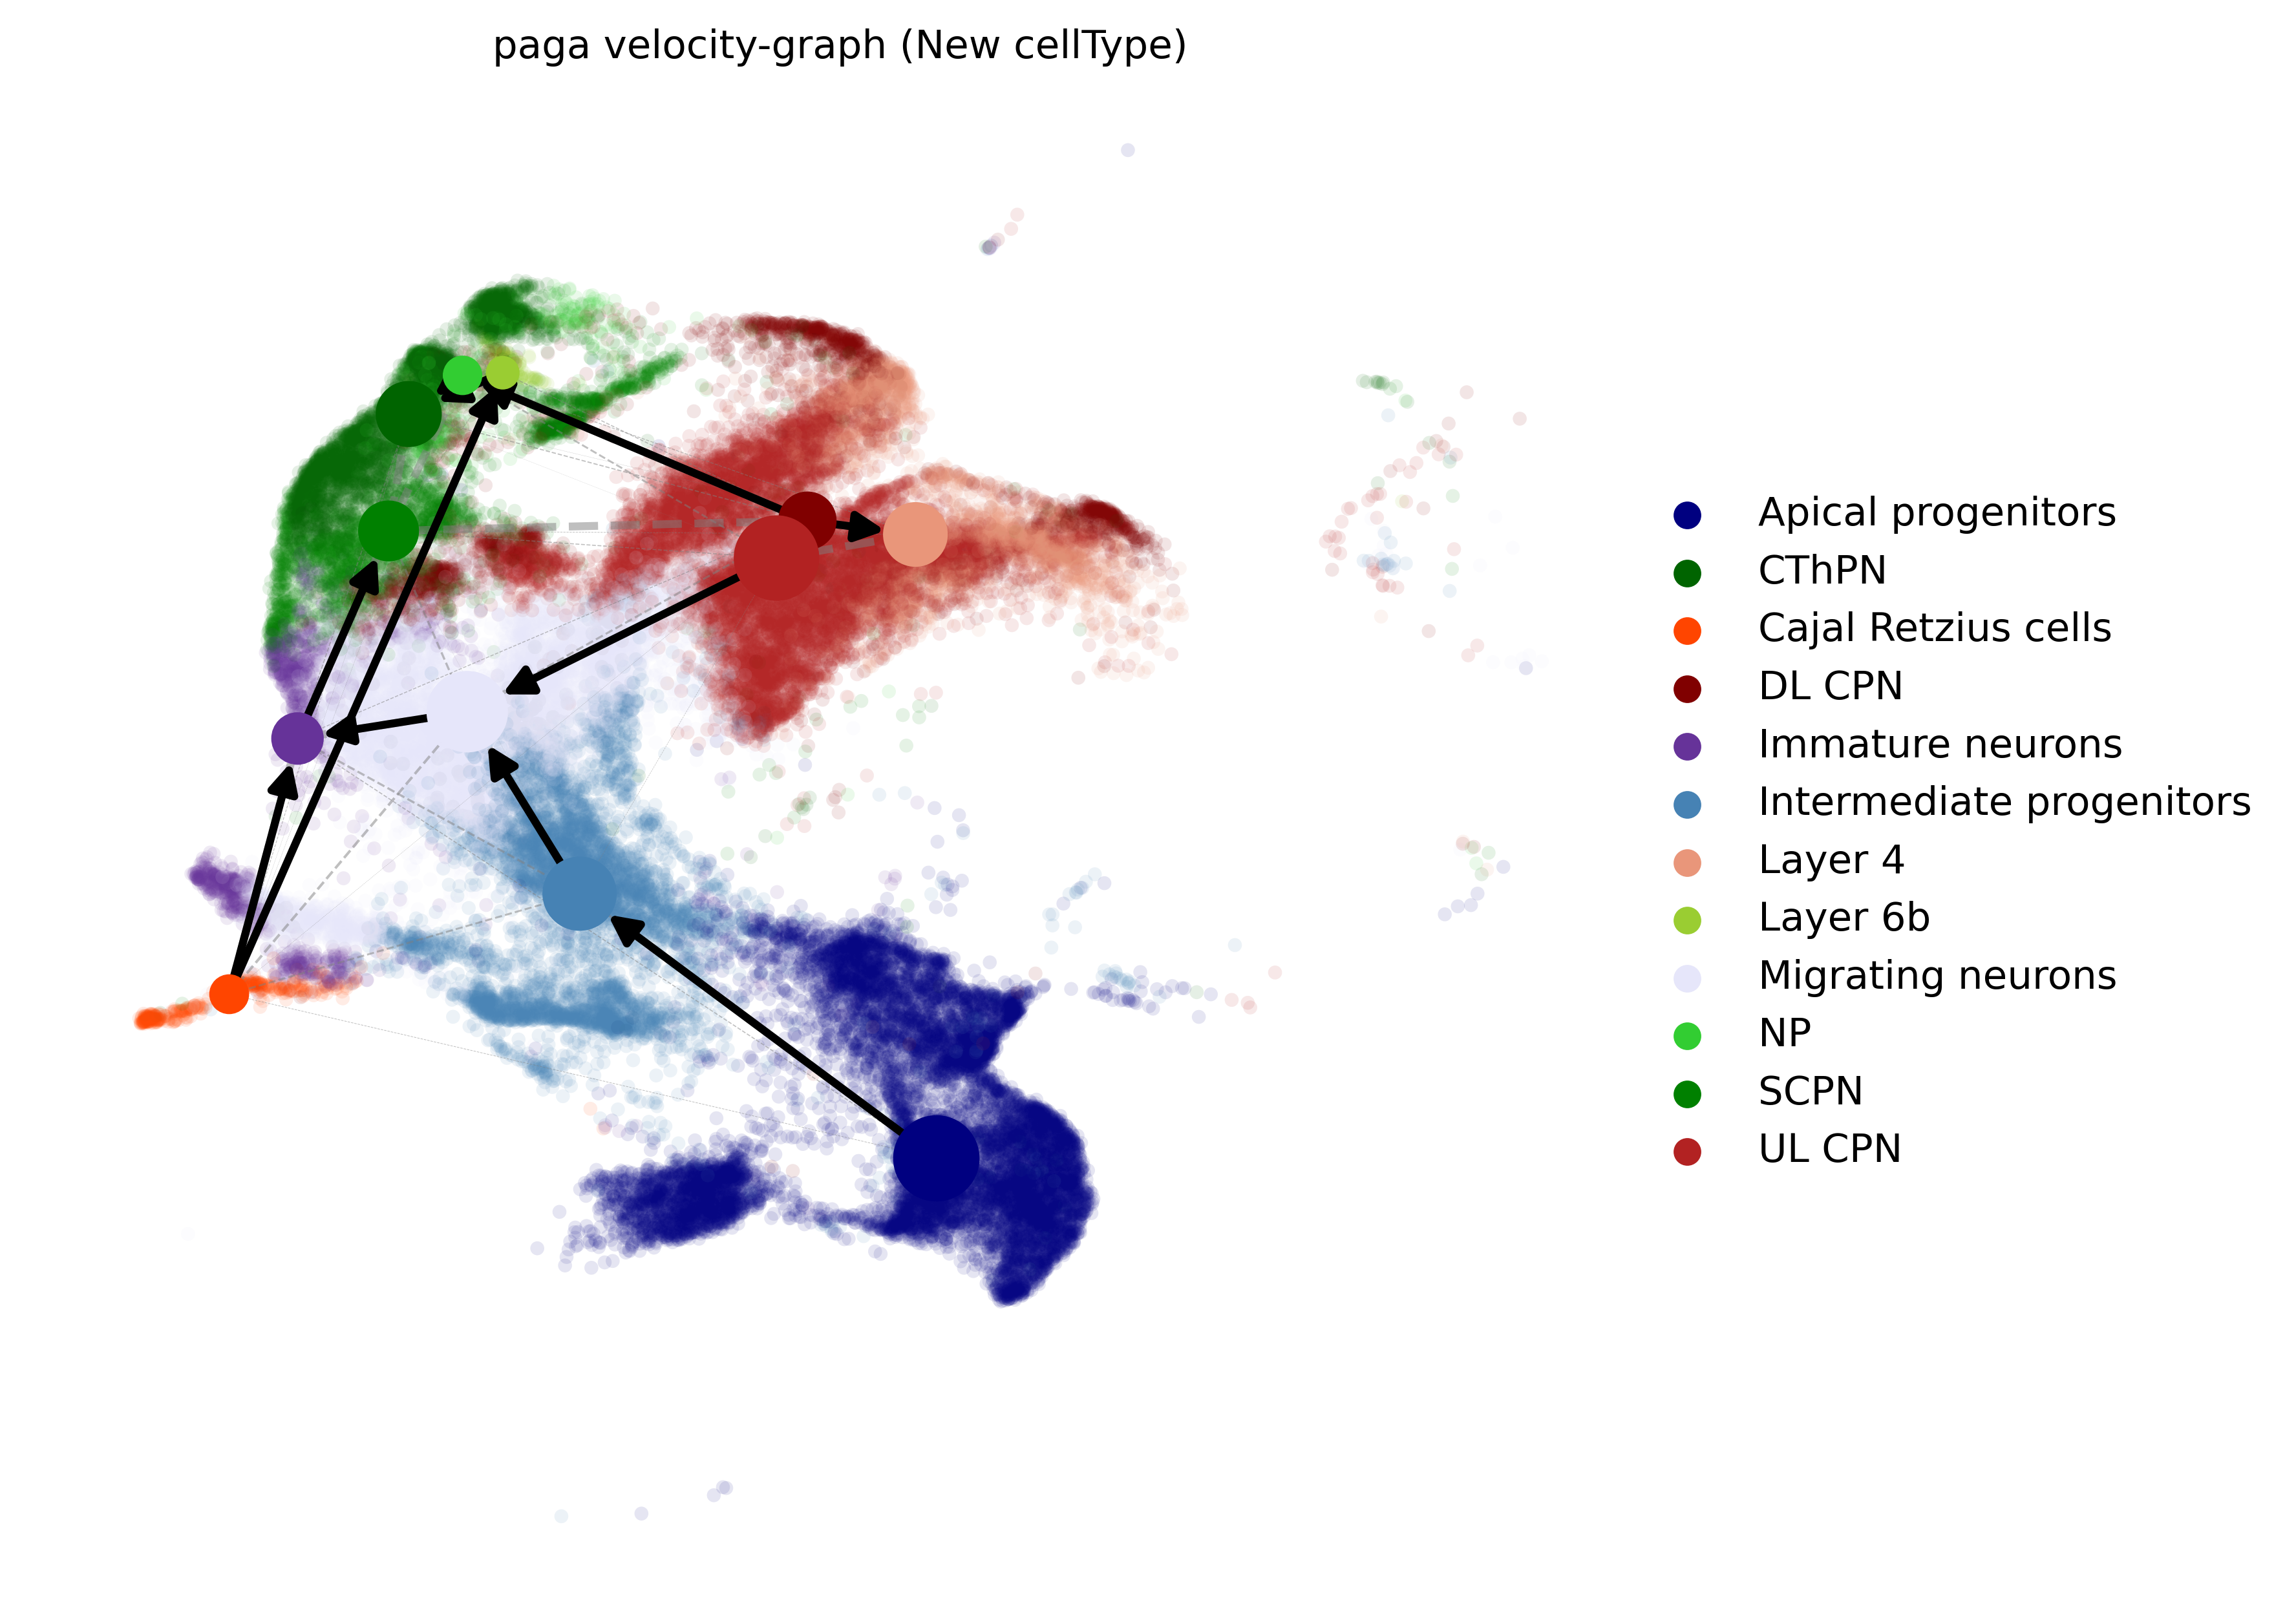 paga velocity-graph (New cellType)
Apical progenitors
CThPN
Cajal Retzius cells
DL CPN
Immature neurons
Intermediate progenitors
Layer 4
Layer 6b
Migrating neurons
NP
SCPN
UL CPN